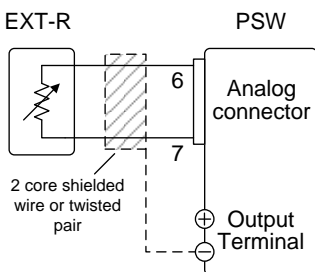 EXT-R
PSW
6
Analog
connector
7
2 core shielded
wire or twisted
pair
Output
Terminal